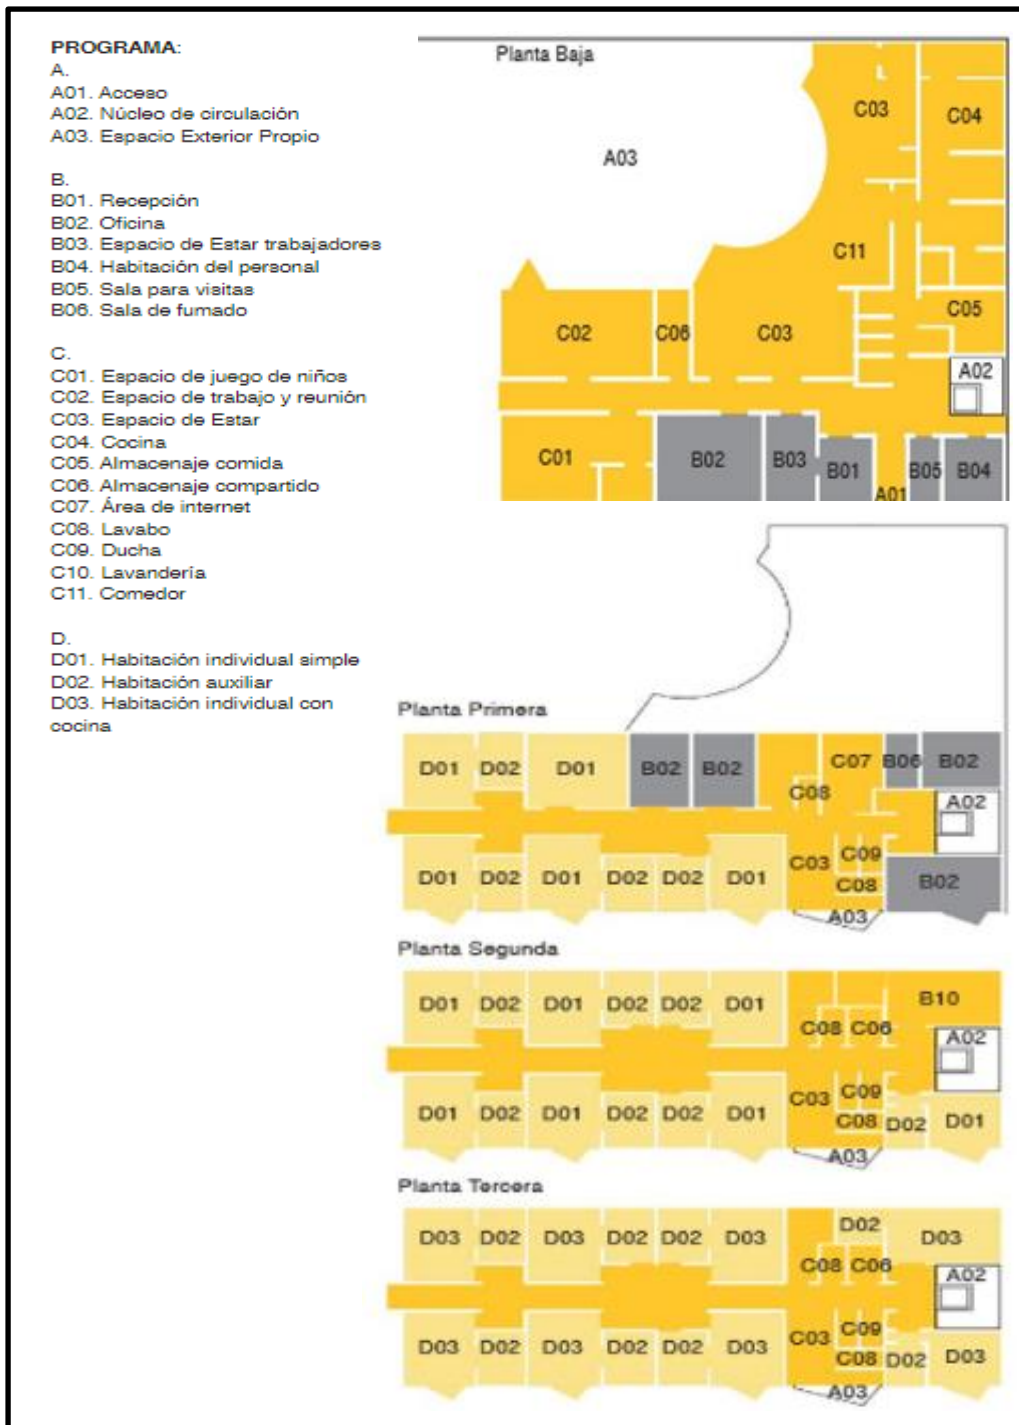 PROGRAMA:
A.
A01. Acceso
A02. Núcleo de circulación
A03. Espacio Exterior Propio
B.
B01. Recepción
B02. Oficina
B03. Espacio de Estar trabajadores
B04. Habitación del personal
B05. Sala para visitas
B06. Sala de fumado
C.
C01. Espacio de juego de niños
C02. Espacio de trabajo y reunión
C03. Espacio de Estar
C04. Cocina
C05. Almacenaje comida
C06. Almacenaje compartido
C07. Área de internet
C08. Lavabo
C09. Ducha
C10. Lavandería
C11. Comedor
D.
D01. Habitación individual simple
D02. Habitación auxiliar
D03. Habitación individual con
cocina
Planta Baja
C03
C04
A03
C11
C05
C02 C06 C03
A02
C01 B02 B03 B01 B05 B04
A01
Planta Primera
D01 D02 D01 B02 B02 C07 B06 B02
C08
A02
D01 D02 D01 D02 D02 D01 C03 C09
C08 B02
A03
Planta Segunda
D01 D02 D01 D02 D02 D01 B10
C08 C06
A02
D01 D02 D01 D02 D02 D01 C03 C09
C08 D02 D01
A03
Planta Tercera
D03 D02 D03 D02 D02 D03 D02 D03
C08 C06
A02
D03 D02 D03 D02 D02 D03 C03 C09
C08 D02 D03
A03